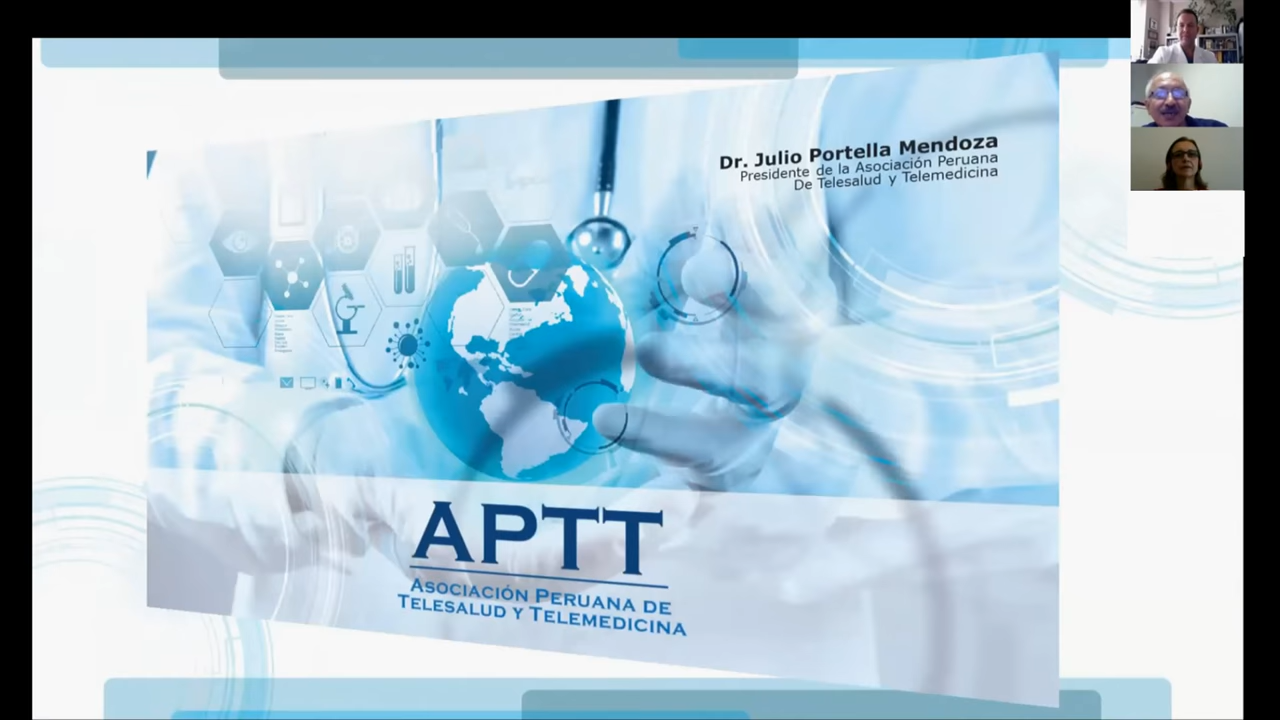 Dr. Julio Portella Mendoza
Presidente de la Asociación Peruana
De Telesalud y Telemedicina
APTT
ASOCIACIÓN PERUANA DE
TELESALUD Y TELEMEDICINA